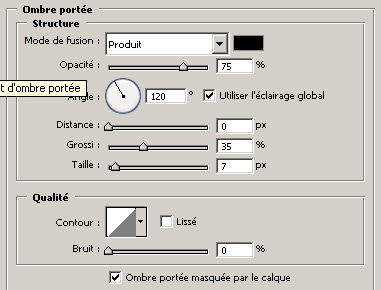 Ombre portée
Structure
Mode de fusion : Produit
Opacité : 75 %
t d'ombre portée
Angle : 120 ° Utiliser l'éclairage global
Distance : 0 px
Grossi : 35 %
Taille : 7 px
Qualité
Contour : Lissé
Bruit : 0 %
Ombre portée masquée par le calque